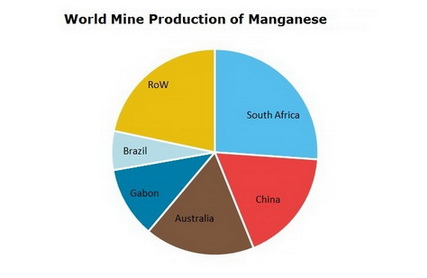 World Mine Production of Manganese
RoW
South Africa
Brazil
Gabon
China
Australia